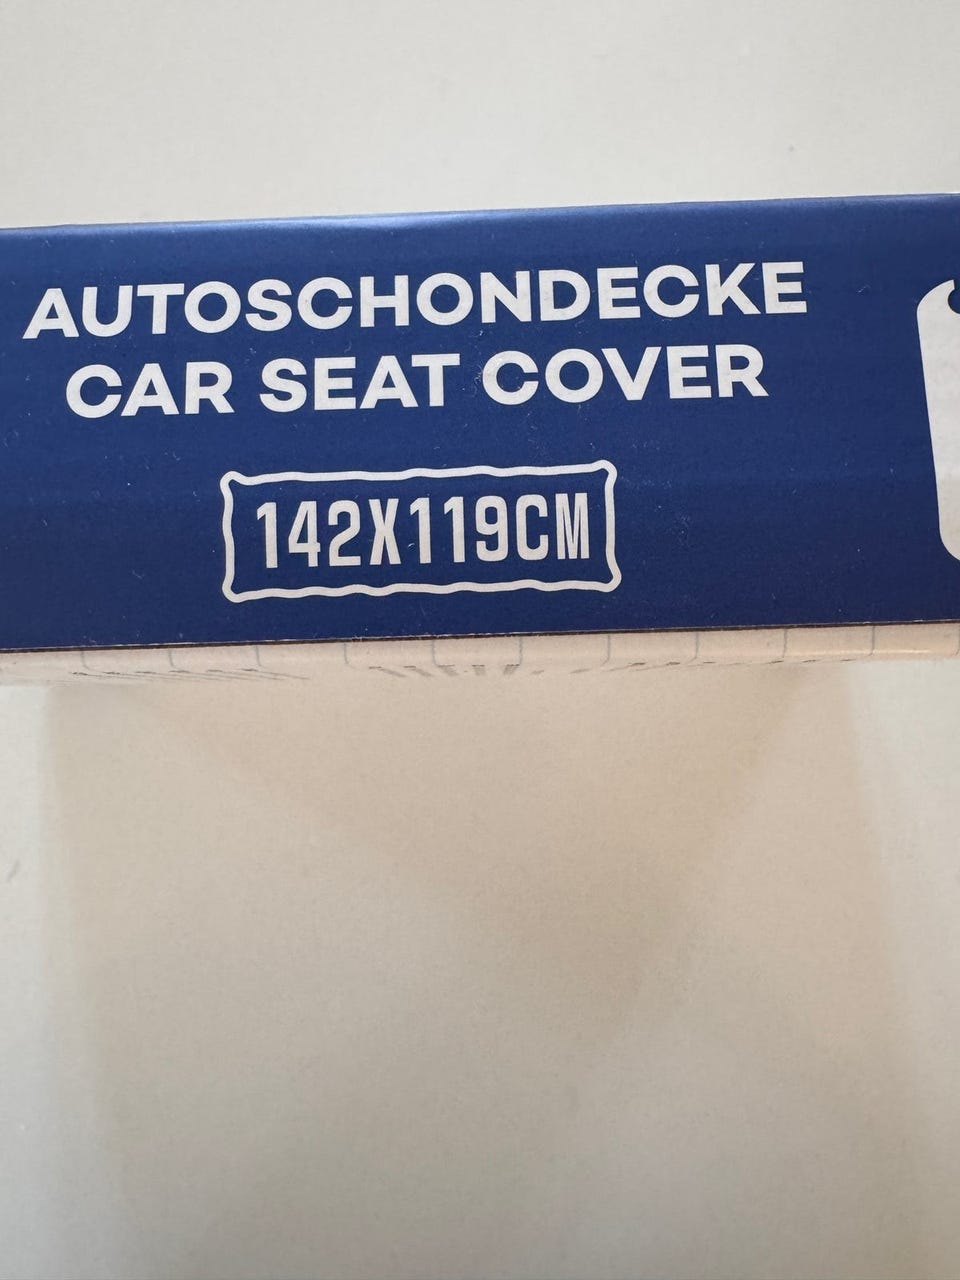 AUTOSCHONDECKE
CAR SEAT COVER
142X119CM